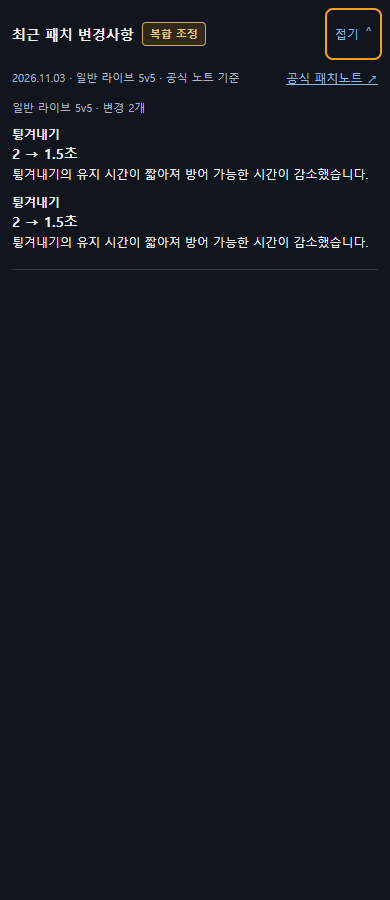 최근 패치 변경사항 복합 조정 접기 ^
2026.11.03 · 일반 라이브 5v5 · 공식 노트 기준 공식 패치노트 ↗
일반 라이브 5v5 · 변경 2개
튕겨내기
2 → 1.5초
튕겨내기의 유지 시간이 짧아져 방어 가능한 시간이 감소했습니다.
튕겨내기
2 → 1.5초
튕겨내기의 유지 시간이 짧아져 방어 가능한 시간이 감소했습니다.